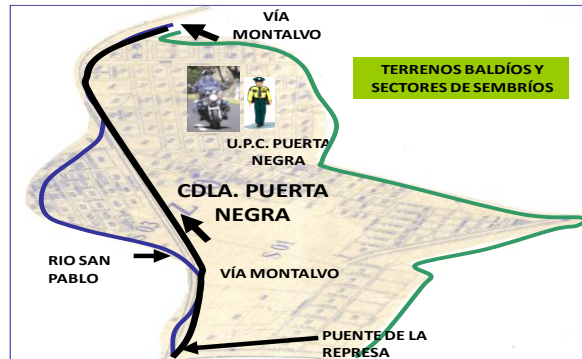 VÍA
MONTALVO
TERRENOS BALDÍOS Y
SECTORES DE SEMBRÍOS
U.P.C. PUERTA
NEGRA
CDLA. PUERTA
NEGRA
RIO SAN
PABLO
VÍA MONTALVO
PUENTE DE LA
REPRESA